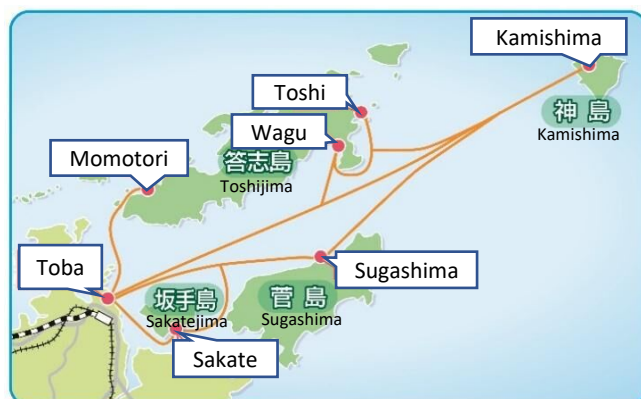 Kamishima
神島
Kamishima
Toshi
Wagu
答志島
Toshijima
Momotori
Toba
坂手島
Sakatejima
Sakate
菅島
Sugashima
Sugashima